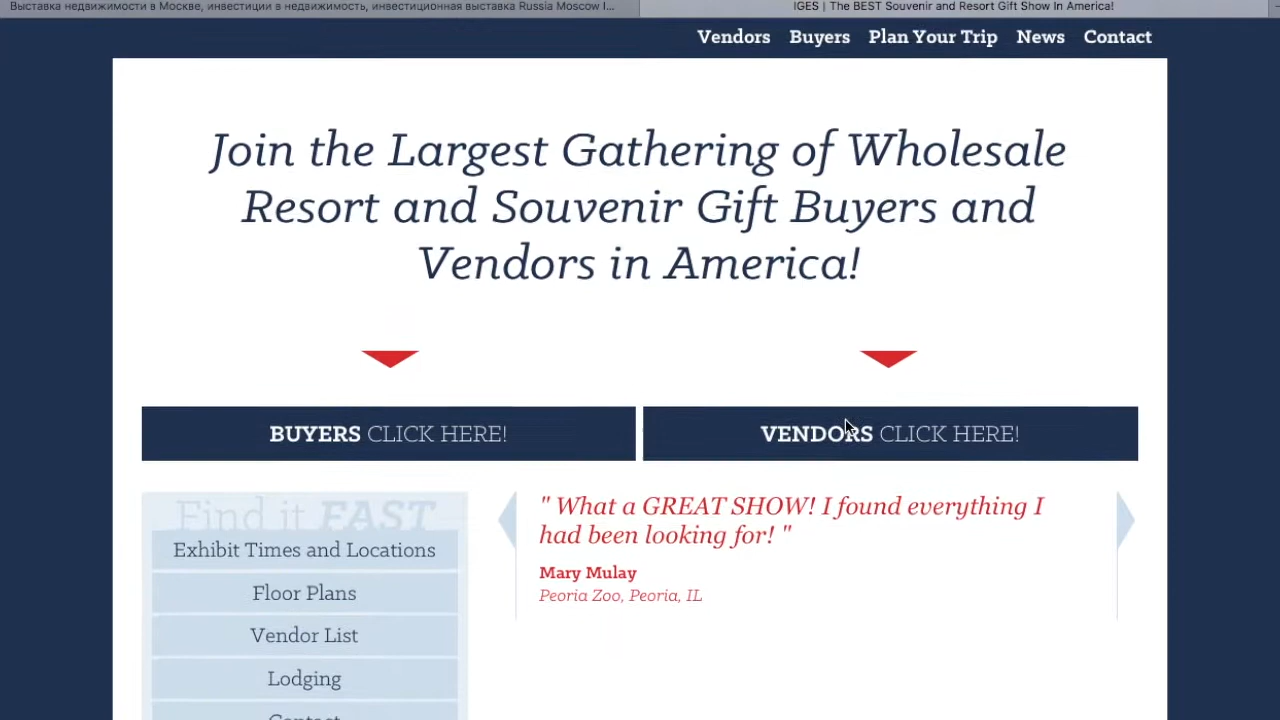 Выставка недвижимости в Москве, инвестиции в недвижимость, инвестиционная выставка Russia Moscow I...
IGES | The BEST Souvenir and Resort Gift Show In America!
Vendors Buyers Plan Your Trip News Contact
Join the Largest Gathering of Wholesale
Resort and Souvenir Gift Buyers and
Vendors in America!
BUYERS CLICK HERE!
VENDORS CLICK HERE!
Find it FAST
Exhibit Times and Locations
Floor Plans
Vendor List
Lodging
Contact
" What a GREAT SHOW! I found everything I
had been looking for! "
Mary Mulay
Peoria Zoo, Peoria, IL